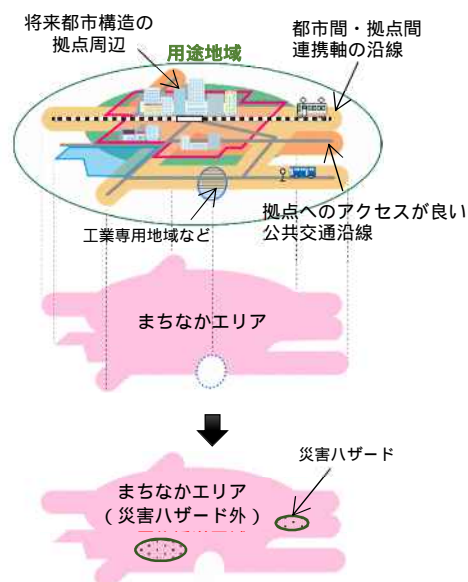 将来都市構造の
拠点周辺
用途地域
都市間・拠点間
連携軸の沿線
拠点へのアクセスが良い
公共交通沿線
工業専用地域など
まちなかエリア
災害ハザード
まちなかエリア
（災害ハザード外）